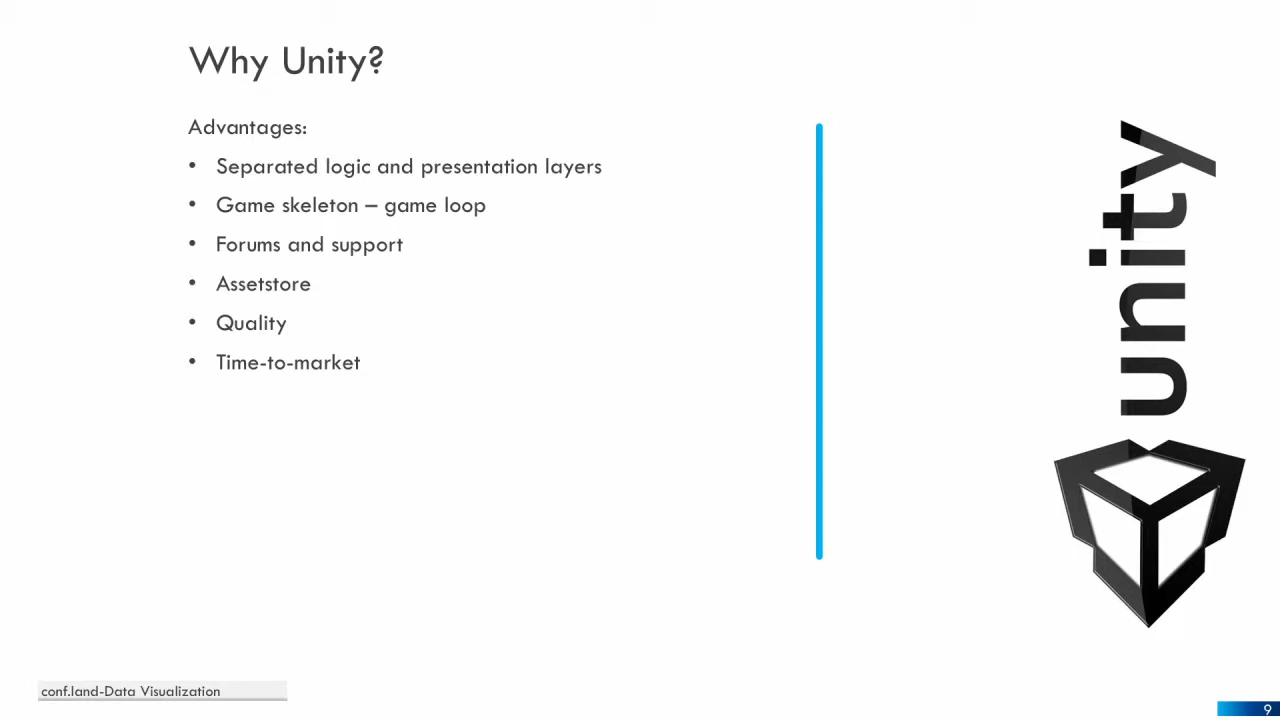 Why Unity?
Advantages:
• Separated logic and presentation layers
• Game skeleton – game loop
• Forums and support
• Assetstore
• Quality
• Time-to-market
unity
conf.land-Data Visualization
9